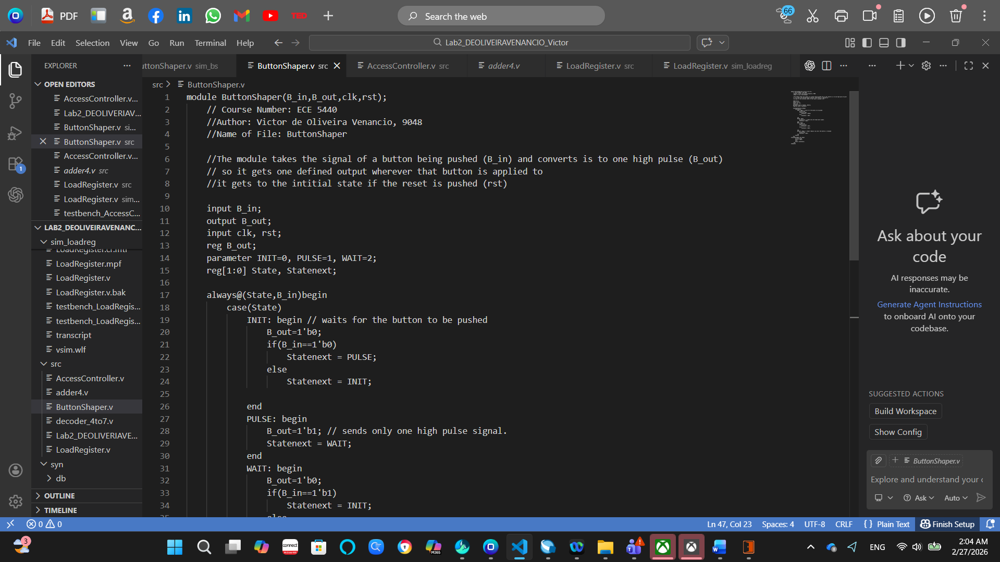 PDF
TED
Search the web
66
File Edit Selection View Go Run Terminal Help
Lab2_DEOLIVEIRAVENANCIO_Victor
EXPLORER
uttonShaper.v sim_bs
ButtonShaper.v src
AccessController.v src
adder4.v
LoadRegister.v src
LoadRegister.v sim_loadreg
OPEN EDITORS
AccessController.v...
Lab2_DEOLIVERIAV...
ButtonShaper.v si...
ButtonShaper.v src
AccessController.v...
adder4.v src
LoadRegister.v src
LoadRegister.v sim...
testbench_AccessC...
LAB2_DEOLIVEIRAVENANC...
sim_loadreg
LoadRegister.cr.mti
LoadRegister.mpf
LoadRegister.v
LoadRegister.v.bak
testbench_LoadRegis...
testbench_LoadRegis...
transcript
vsim.wlf
src
AccessController.v
adder4.v
ButtonShaper.v
decoder_4to7.v
Lab2_DEOLIVERIAVE...
LoadRegister.v
syn
db
OUTLINE
TIMELINE
1
src > ButtonShaper.v
1 module ButtonShaper(B_in,B_out,clk,rst);
2 // Course Number: ECE 5440
3 //Author: Victor de Oliveira Venancio, 9048
4 //Name of File: ButtonShaper
5
6 //The module takes the signal of a button being pushed (B_in) and converts is to one high pulse (B_out)
7 // so it gets one defined output wherever that button is applied to
8 //it gets to the intitial state if the reset is pushed (rst)
9
10 input B_in;
11 output B_out;
12 input clk, rst;
13 reg B_out;
14 parameter INIT=0, PULSE=1, WAIT=2;
15 reg[1:0] State, Statenext;
16
17 always@(State,B_in)begin
18 case(State)
19 INIT: begin // waits for the button to be pushed
20 B_out=1'b0;
21 if(B_in==1'b0)
22 Statenext = PULSE;
23 else
24 Statenext = INIT;
25
26 end
27 PULSE: begin
28 B_out=1'b1; // sends only one high pulse signal.
29 Statenext = WAIT;
30 end
31 WAIT: begin
32 B_out=1'b0;
33 if(B_in==1'b1)
34 Statenext = INIT;
35 else
Ask about your
code
AI responses may be
inaccurate.
Generate Agent Instructions
to onboard AI onto your
codebase.
SUGGESTED ACTIONS
Build Workspace
Show Config
ButtonShaper.v
Explore and understand your c
Ask Auto
0 0
Ln 47, Col 23 Spaces: 4 UTF-8 CRLF { } Plain Text Finish Setup
3
connect
M365
ENG
2:04 AM
2/27/2026